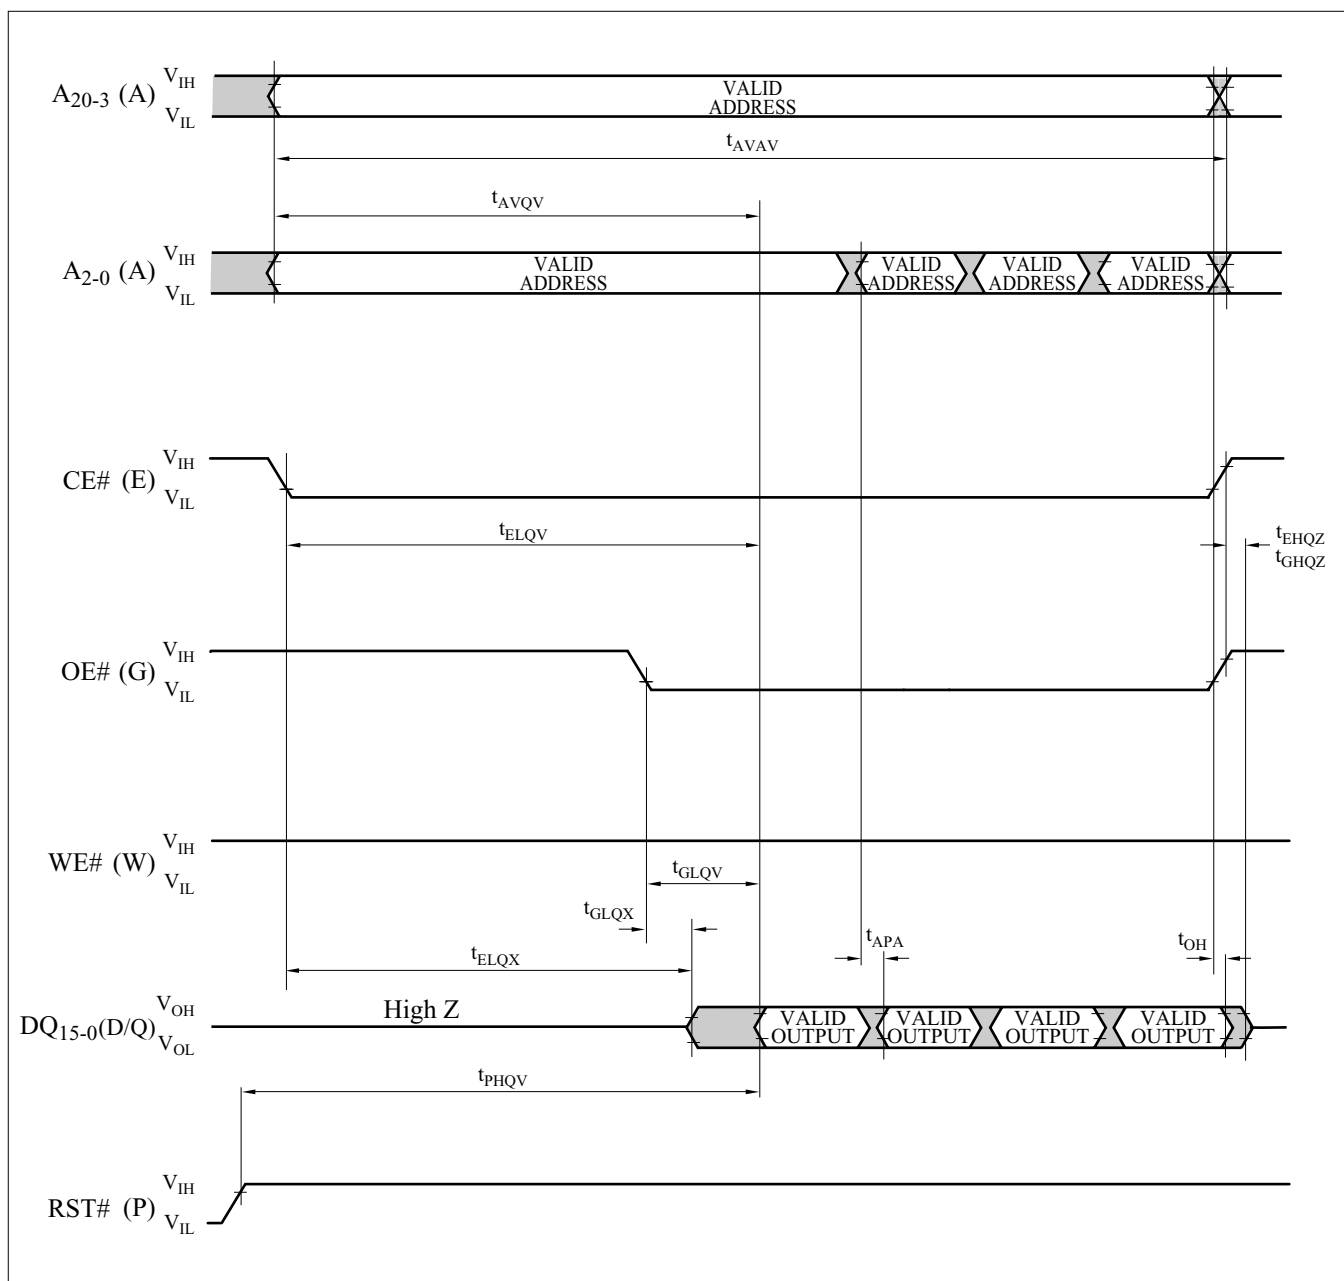 A20-3 (A) VIH VIL VALID ADDRESS
tAVAV
tAVQV
A2-0 (A) VIH VIL VALID ADDRESS VALID ADDRESS VALID ADDRESS VALID ADDRESS
CE# (E) VIH VIL
tELQV
tEHQZ
tGHQZ
OE# (G) VIH VIL
WE# (W) VIH VIL
tGLQV
tGLQX
tELQX
tAPA
tOH
DQ15-0(D/Q) VOH VOL High Z VALID OUTPUT VALID OUTPUT VALID OUTPUT VALID OUTPUT
tPHQV
RST# (P) VIH VIL